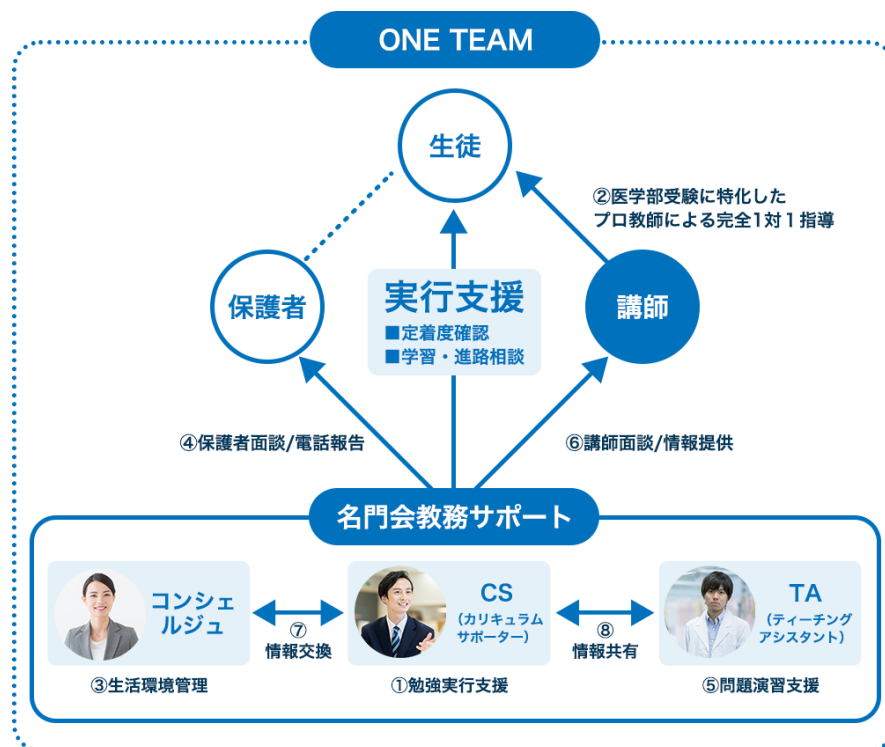 ONE TEAM
生徒
②医学部受験に特化した
プロ教師による完全1対１指導
保護者
実行支援
■定着度確認
■学習・進路相談
講師
④保護者面談/電話報告
⑥講師面談/情報提供
名門会教務サポート
コンシェ
ルジュ
⑦
情報交換
CS
（カリキュラム
サポーター）
⑧
情報共有
TA
（ティーチング
アシスタント）
③生活環境管理
①勉強実行支援
⑤問題演習支援